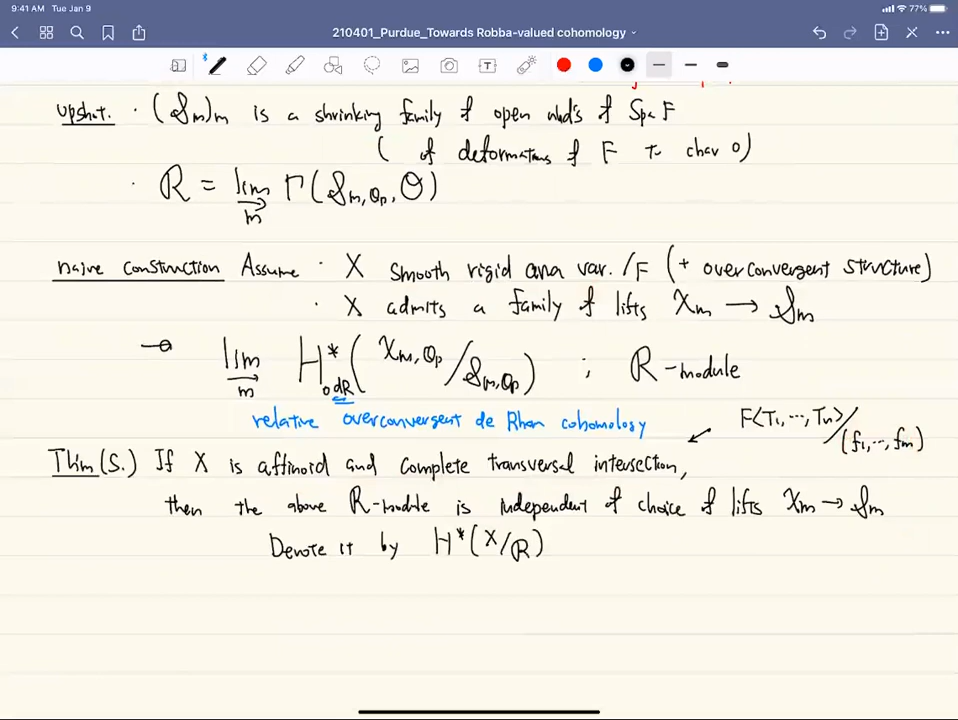 9:41 AM Tue Jan 9
77%
210401_Purdue_Towards Robba-valued cohomology
Upshot. · (𝒮m)m is a shrinking family of open nbd's of Spa F
( of deformations of F to char 0)
· R = lim→m Γ(𝒮m,Qp, O)
naive construction Assume · X smooth rigid ana var. /F (+ overconvergent structure)
· X admits a family of lifts Xm → 𝒮m
lim→m H*odR( Xm,Qp / 𝒮m,Qp ) ; R-module
relative overconvergent de Rham cohomology
F<T1, ..., Tn>/(f1, ..., fm)
Thm (S.) If X is affinoid and complete transversal intersection,
then the above R-module is independent of choice of lifts Xm → 𝒮m
Denote it by H*(X/R)